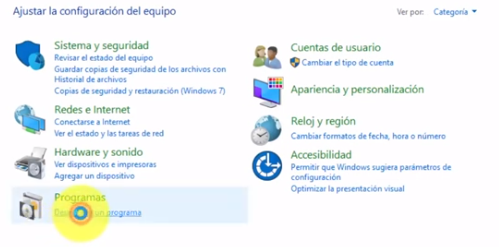 Ajustar la configuración del equipo
Ver por: Categoría
Sistema y seguridad
Revisar el estado del equipo
Guardar copias de seguridad de los archivos con
Historial de archivos
Copias de seguridad y restauración (Windows 7)
Redes e Internet
Conectarse a Internet
Ver el estado y las tareas de red
Hardware y sonido
Ver dispositivos e impresoras
Agregar un dispositivo
Programas
un programa
Cuentas de usuario
Cambiar el tipo de cuenta
Apariencia y personalización
Reloj y región
Cambiar formatos de fecha, hora o número
Accesibilidad
Permitir que Windows sugiera parámetros de
configuración
Optimizar la presentación visual